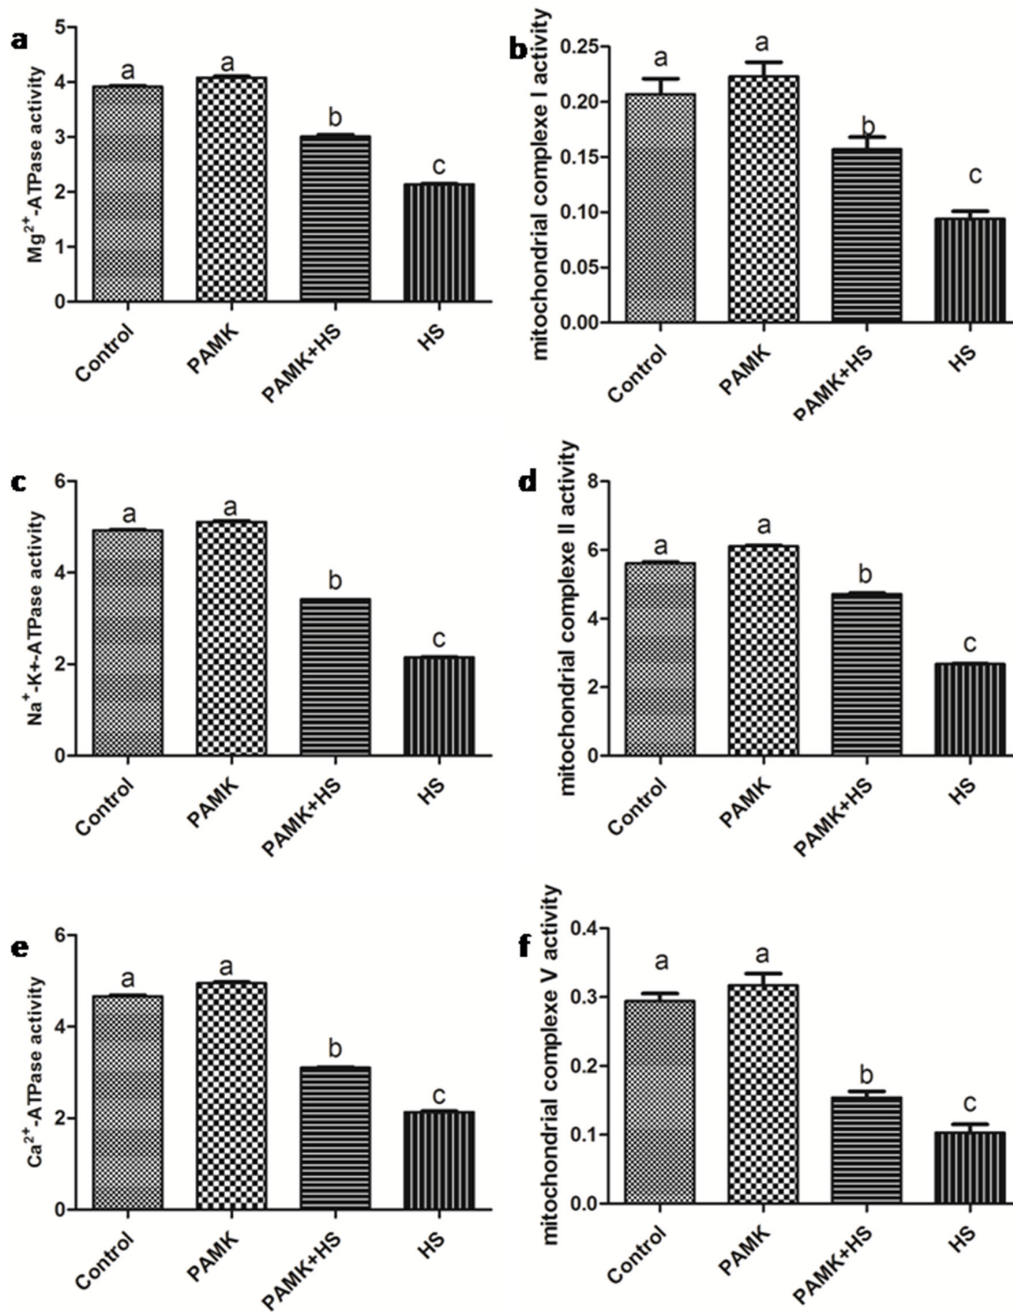 a
Mg²⁺-ATPase activity
5
4
3
2
1
0
a
a
b
c
Control
PAMK
PAMK+HS
HS
b
mitochondrial complexe I activity
0.25
0.20
0.15
0.10
0.05
0.00
a
a
b
c
Control
PAMK
PAMK+HS
HS
c
Na⁺-K+-ATPase activity
6
4
2
0
a
a
b
c
Control
PAMK
PAMK+HS
HS
d
mitochondrial complexe II activity
8
6
4
2
0
a
a
b
c
Control
PAMK
PAMK+HS
HS
e
Ca²⁺-ATPase activity
6
4
2
0
a
a
b
c
Control
PAMK
PAMK+HS
HS
f
mitochondrial complexe V activity
0.4
0.3
0.2
0.1
0.0
a
a
b
c
Control
PAMK
PAMK+HS
HS